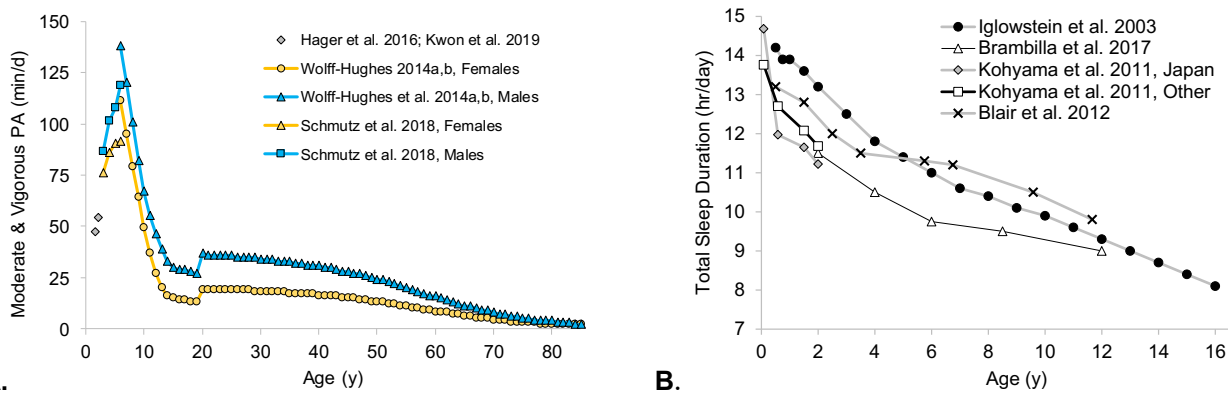 150
125
100
75
50
25
0
Moderate & Vigorous PA (min/d)
Hager et al. 2016; Kwon et al. 2019
Wolff-Hughes 2014a,b, Females
Wolff-Hughes et al. 2014a,b, Males
Schmutz et al. 2018, Females
Schmutz et al. 2018, Males
0 10 20 30 40 50 60 70 80
Age (y)
15
14
13
12
11
10
9
8
7
Total Sleep Duration (hr/day)
Iglowstein et al. 2003
Brambilla et al. 2017
Kohyama et al. 2011, Japan
Kohyama et al. 2011, Other
Blair et al. 2012
0 2 4 6 8 10 12 14 16
Age (y)
B.